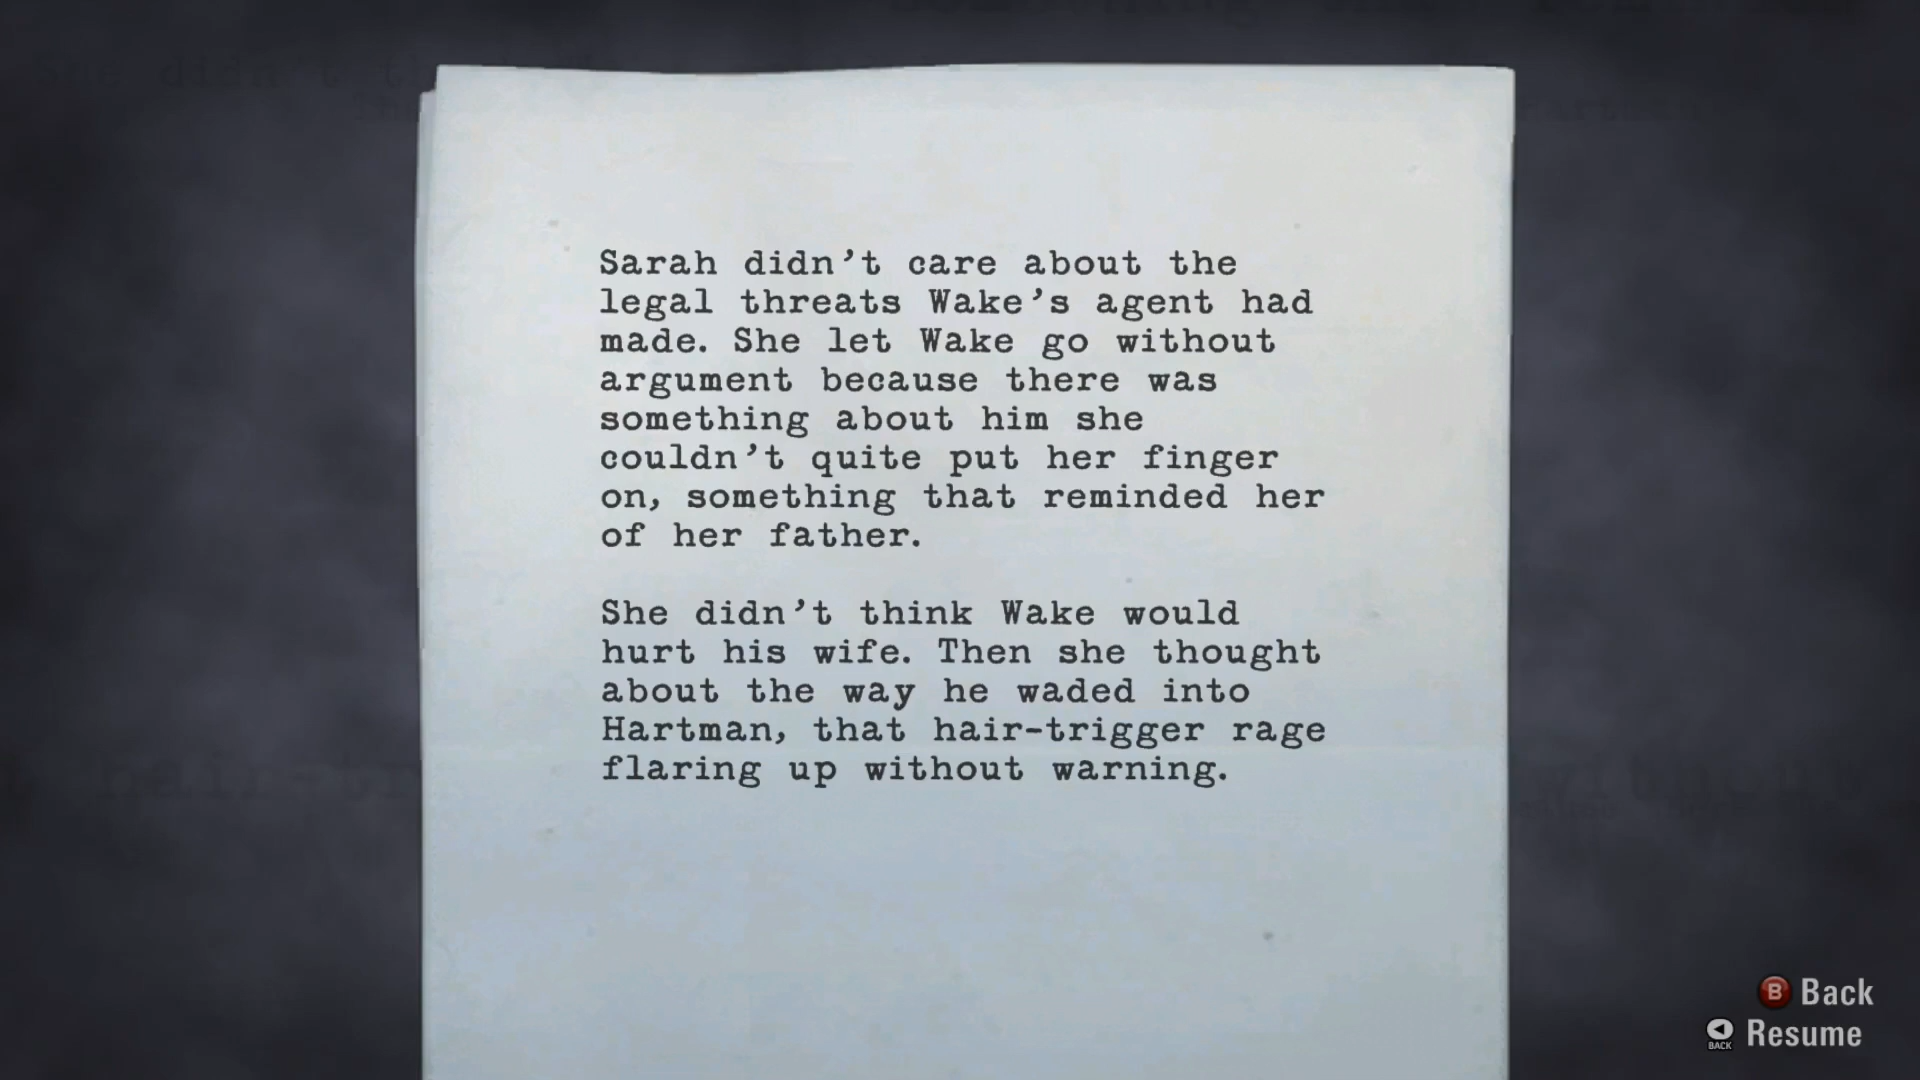 Sarah didn’t care about the
legal threats Wake’s agent had
made. She let Wake go without
argument because there was
something about him she
couldn’t quite put her finger
on, something that reminded her
of her father.
She didn’t think Wake would
hurt his wife. Then she thought
about the way he waded into
Hartman, that hair-trigger rage
flaring up without warning.
B Back
BACK Resume